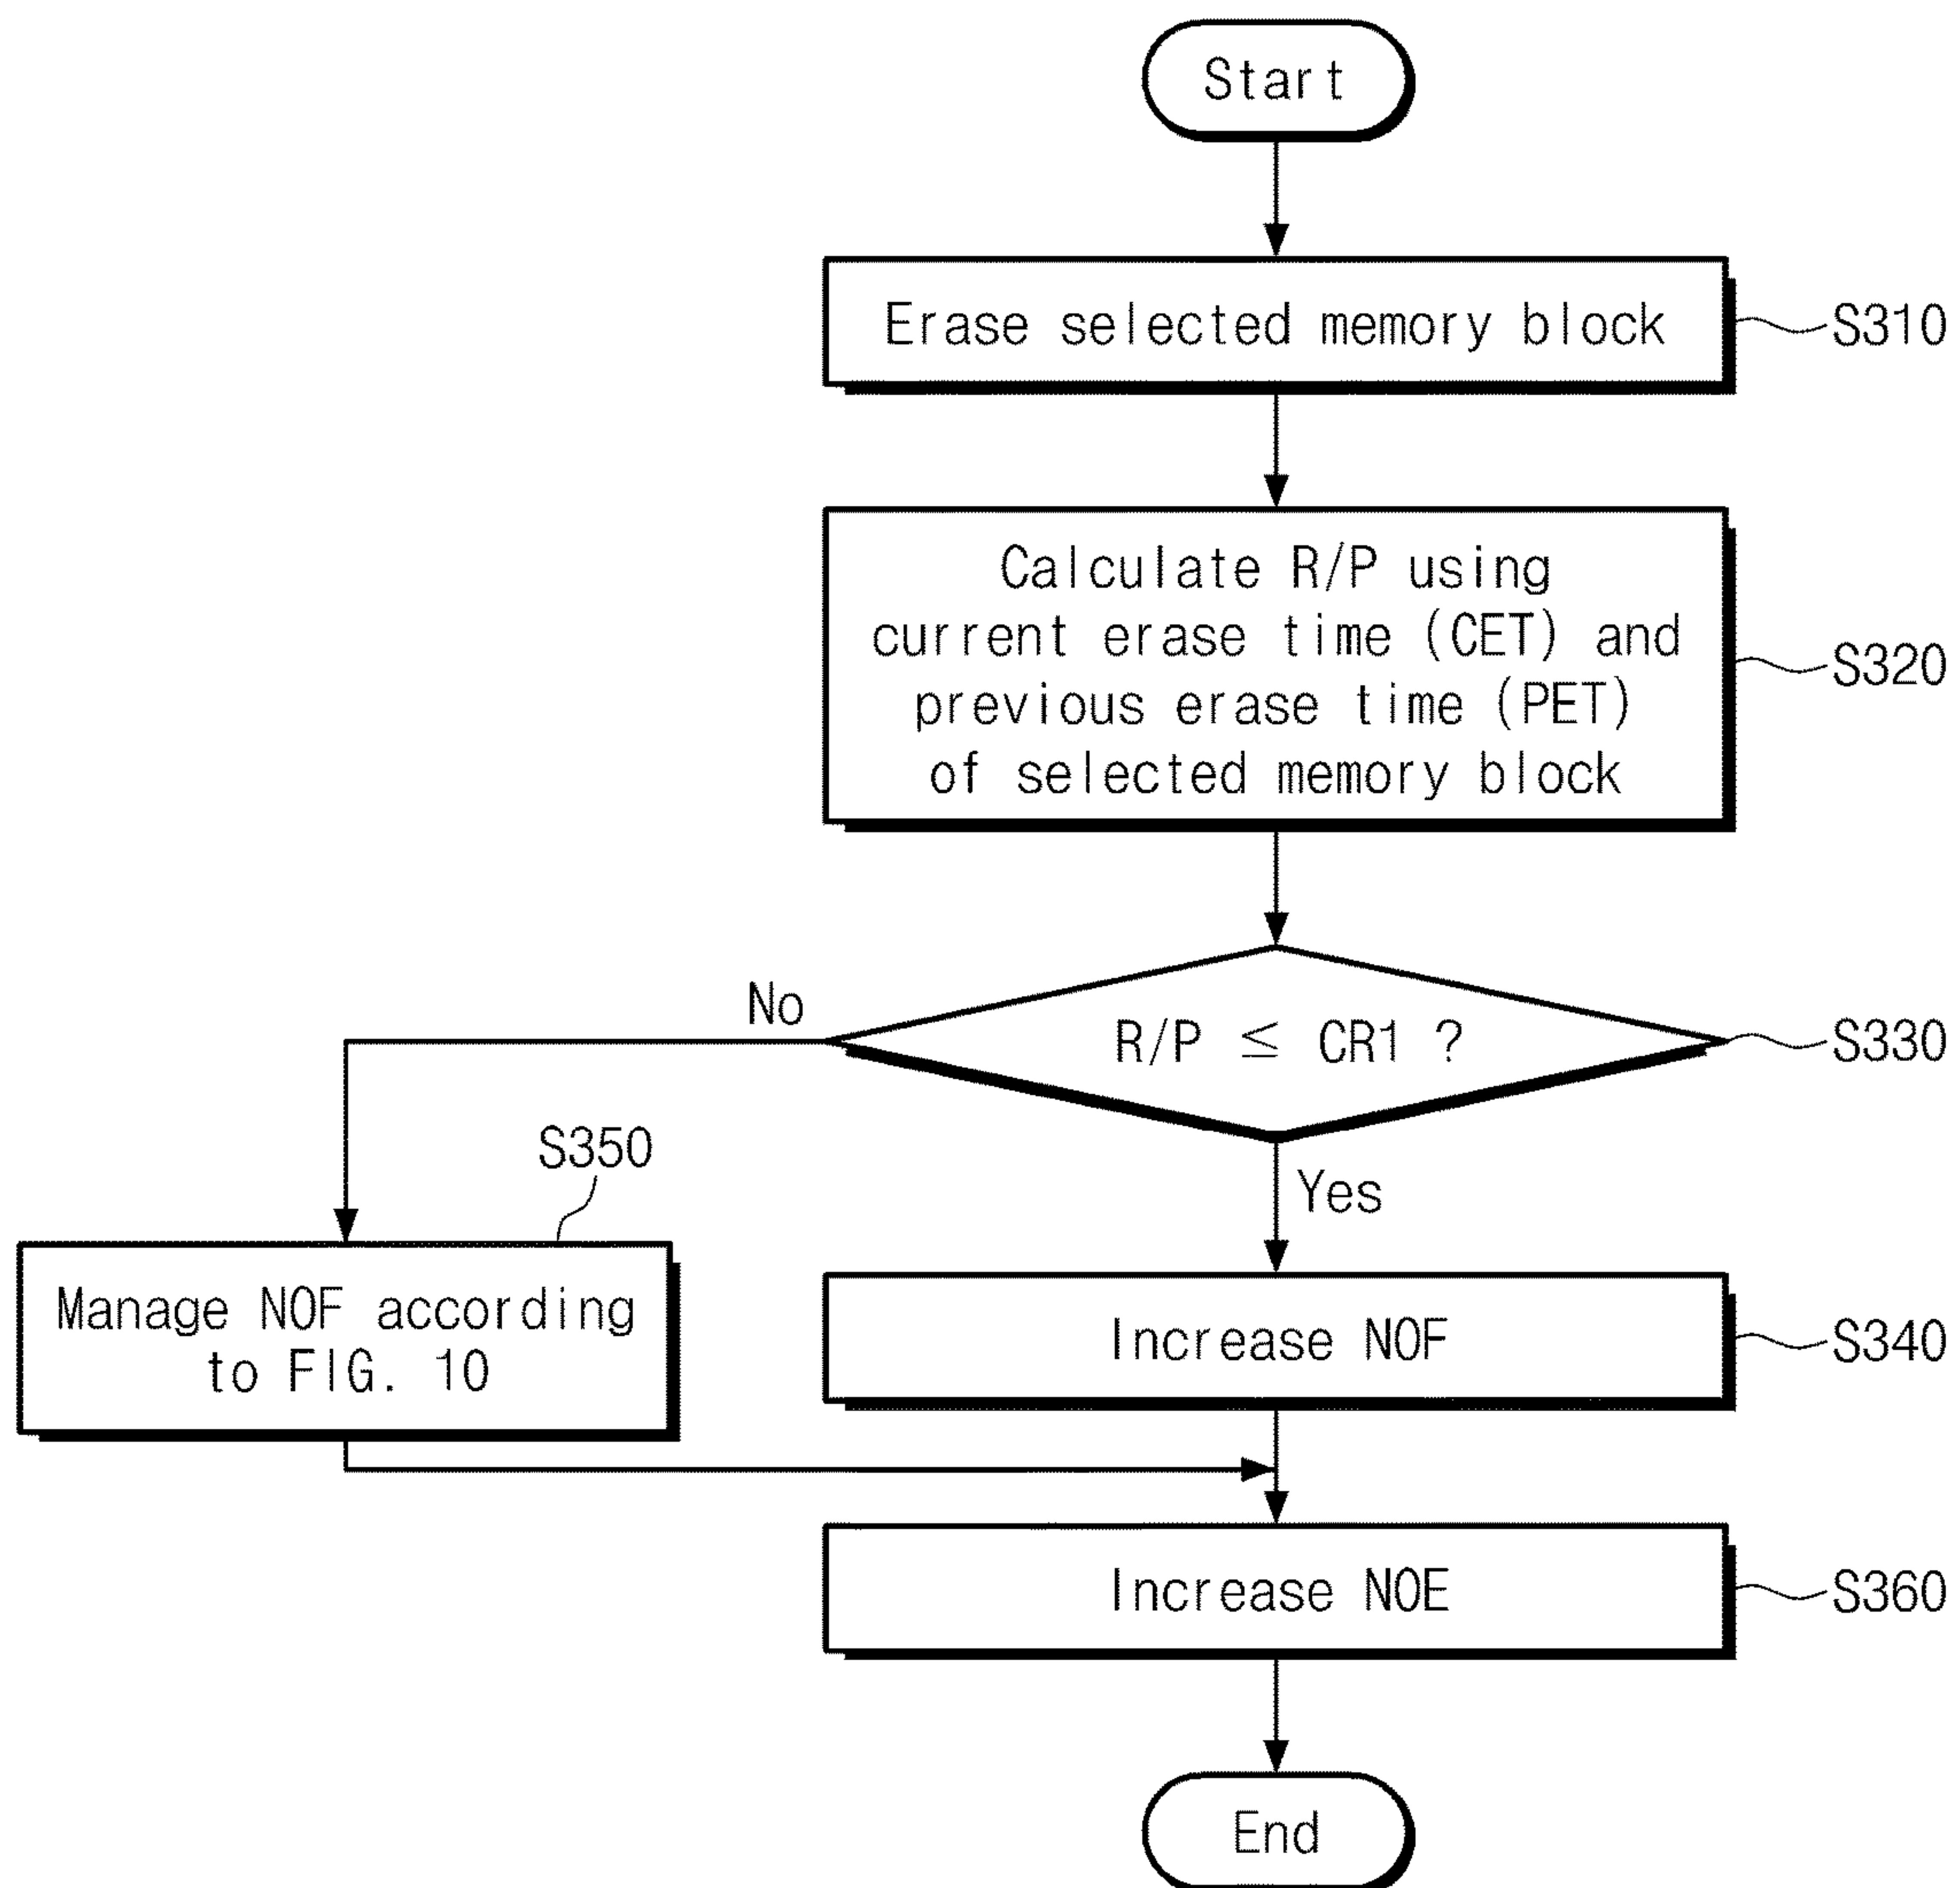 Start
Erase selected memory block
S310
Calculate R/P using
current erase time (CET) and
previous erase time (PET)
of selected memory block
S320
No
R/P ≤ CR1 ?
S330
S350
Yes
Manage NOF according
to FIG. 10
Increase NOF
S340
Increase NOE
S360
End